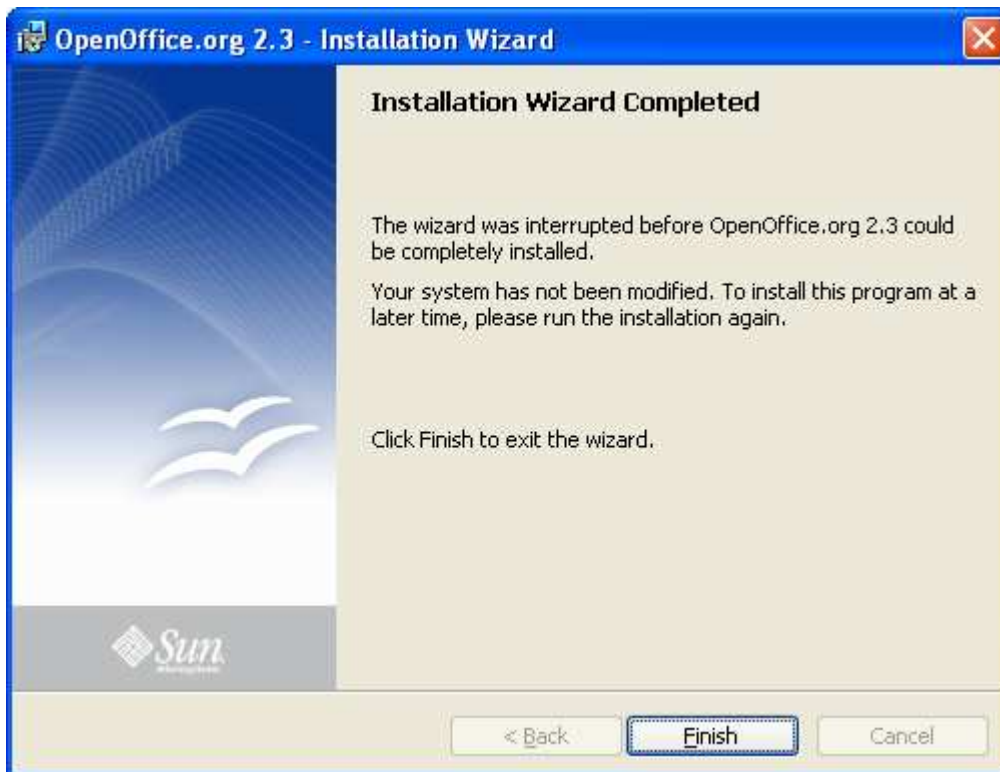 OpenOffice.org 2.3 - Installation Wizard
Installation Wizard Completed
The wizard was interrupted before OpenOffice.org 2.3 could
be completely installed.
Your system has not been modified. To install this program at a
later time, please run the installation again.
Click Finish to exit the wizard.
Sun
< Back
Finish
Cancel